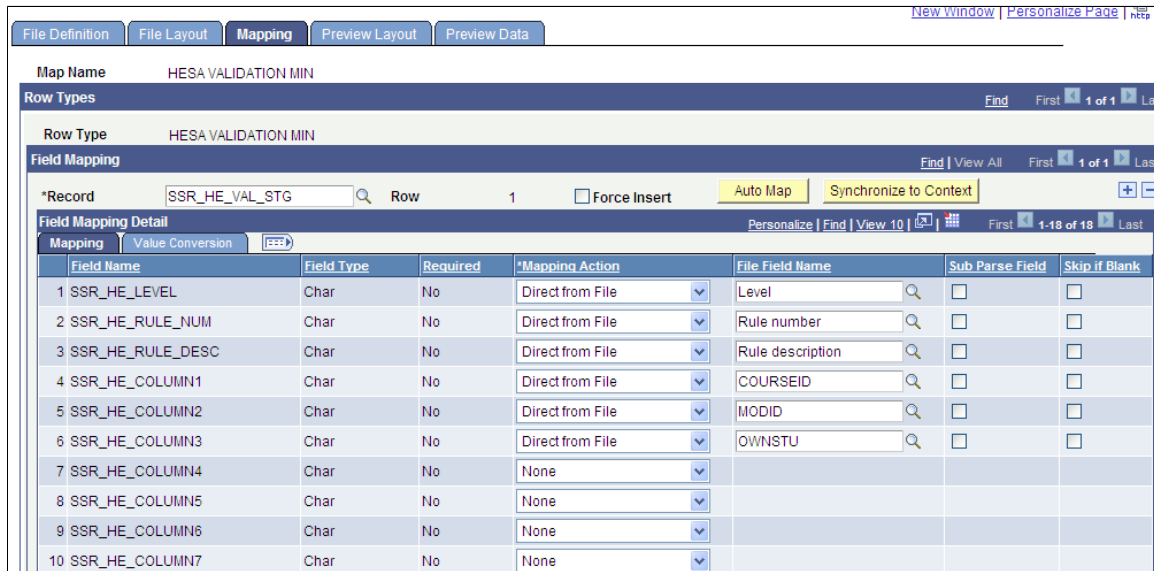 New Window | Personalize Page | http
File Definition File Layout Mapping Preview Layout Preview Data
Map Name HESA VALIDATION MIN
Row Types Find First 1 of 1 La
Row Type HESA VALIDATION MIN
Field Mapping Find | View All First 1 of 1 Las
*Record SSR_HE_VAL_STG Row 1 Force Insert Auto Map Synchronize to Context
Field Mapping Detail Personalize | Find | View 10 | | First 1-18 of 18 Last
Mapping Value Conversion
Field Name Field Type Required *Mapping Action File Field Name Sub Parse Field Skip if Blank
1 SSR_HE_LEVEL Char No Direct from File Level
2 SSR_HE_RULE_NUM Char No Direct from File Rule number
3 SSR_HE_RULE_DESC Char No Direct from File Rule description
4 SSR_HE_COLUMN1 Char No Direct from File COURSEID
5 SSR_HE_COLUMN2 Char No Direct from File MODID
6 SSR_HE_COLUMN3 Char No Direct from File OWNSTU
7 SSR_HE_COLUMN4 Char No None
8 SSR_HE_COLUMN5 Char No None
9 SSR_HE_COLUMN6 Char No None
10 SSR_HE_COLUMN7 Char No None